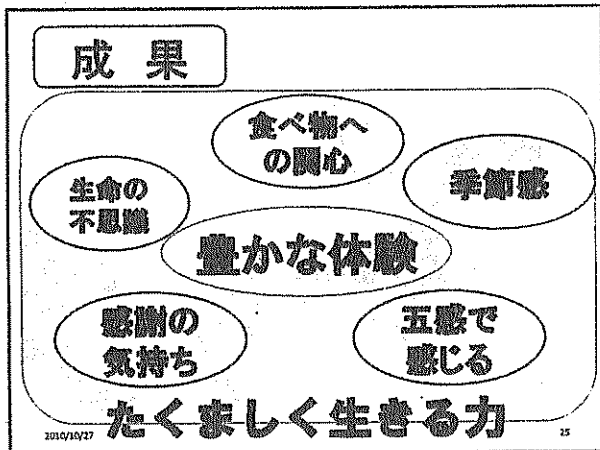 成 果
食べ物へ
の関心
季節感
生命の
不思議
豊かな体験
感謝の
気持ち
五感で
感じる
たくましく生きる力
2010/10/27
25